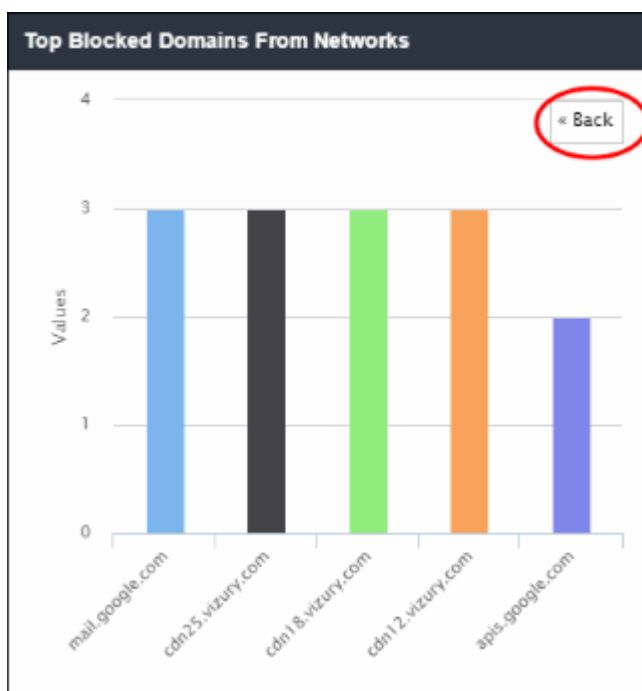 Top Blocked Domains From Networks
4
« Back
3
2
1
0
Values
mail.google.com
cdn25.vizury.com
cdn18.vizury.com
cdn12.vizury.com
apis.google.com